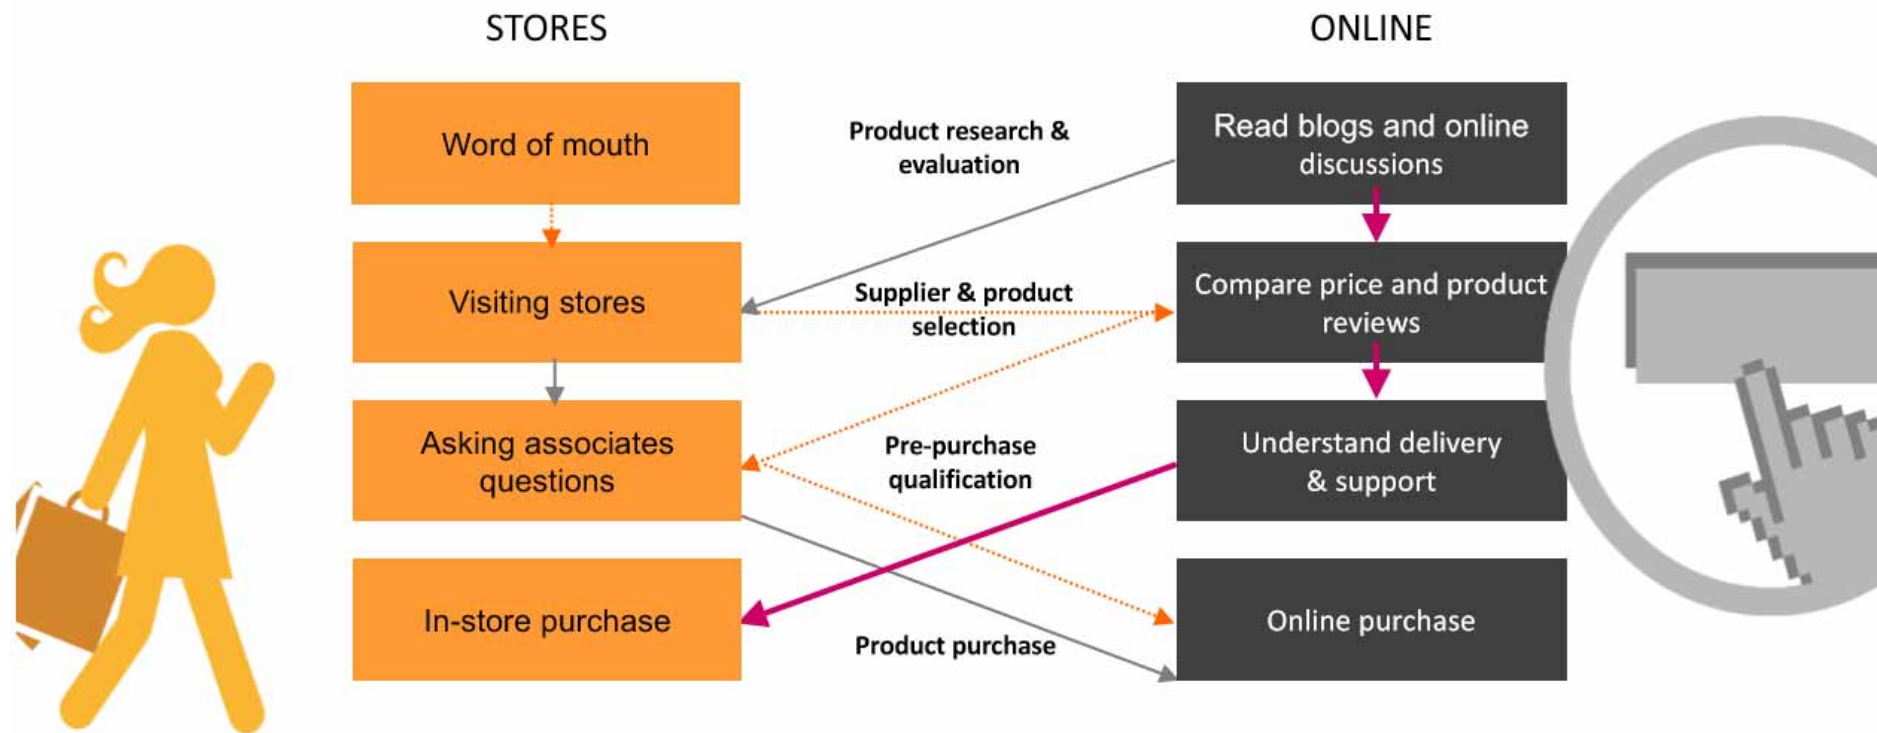 STORES
ONLINE
Word of mouth
Product research &
evaluation
Read blogs and online
discussions
Visiting stores
Supplier & product
selection
Compare price and product
reviews
Asking associates
questions
Pre-purchase
qualification
Understand delivery
& support
In-store purchase
Product purchase
Online purchase